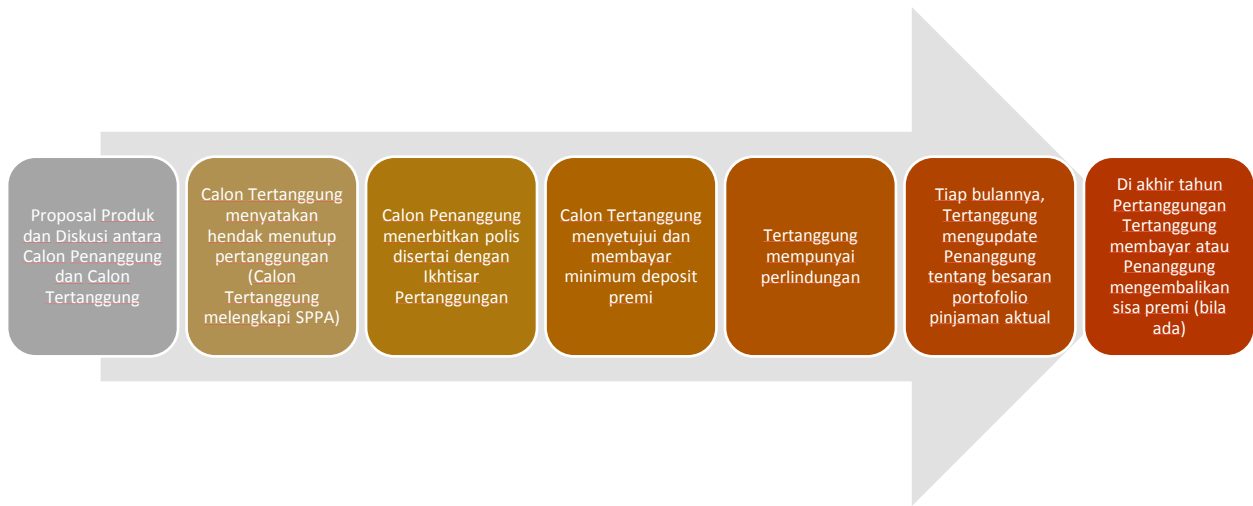 Proposal Produk
dan Diskusi antara
Calon Penanggung
dan Calon
Tertanggung
Calon Tertanggung
menyatakan
hendak menutup
pertanggungan
(Calon
Tertanggung
melengkapi SPPA)
Calon Penanggung
menerbitkan polis
disertai dengan
Ikhtisar
Pertanggungan
Calon Tertanggung
menyetujui dan
membayar
minimum deposit
premi
Tertanggung
mempunyai
perlindungan
Tiap bulannya,
Tertanggung
mengupdate
Penanggung
tentang besaran
portofolio
pinjaman aktual
Di akhir tahun
Pertanggungan
Tertanggung
membayar atau
Penanggung
mengembalikan
sisa premi (bila
ada)